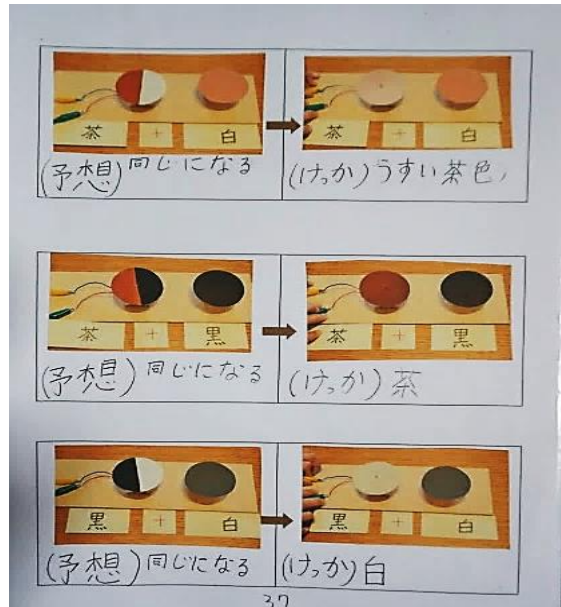 茶 + 白
茶 + 白
(予想) 同じになる
(けっか) うすい茶色
茶 + 黒
茶 + 黒
(予想) 同じになる
(けっか) 茶
黒 + 白
黒 + 白
(予想) 同じになる
(けっか) 白
37